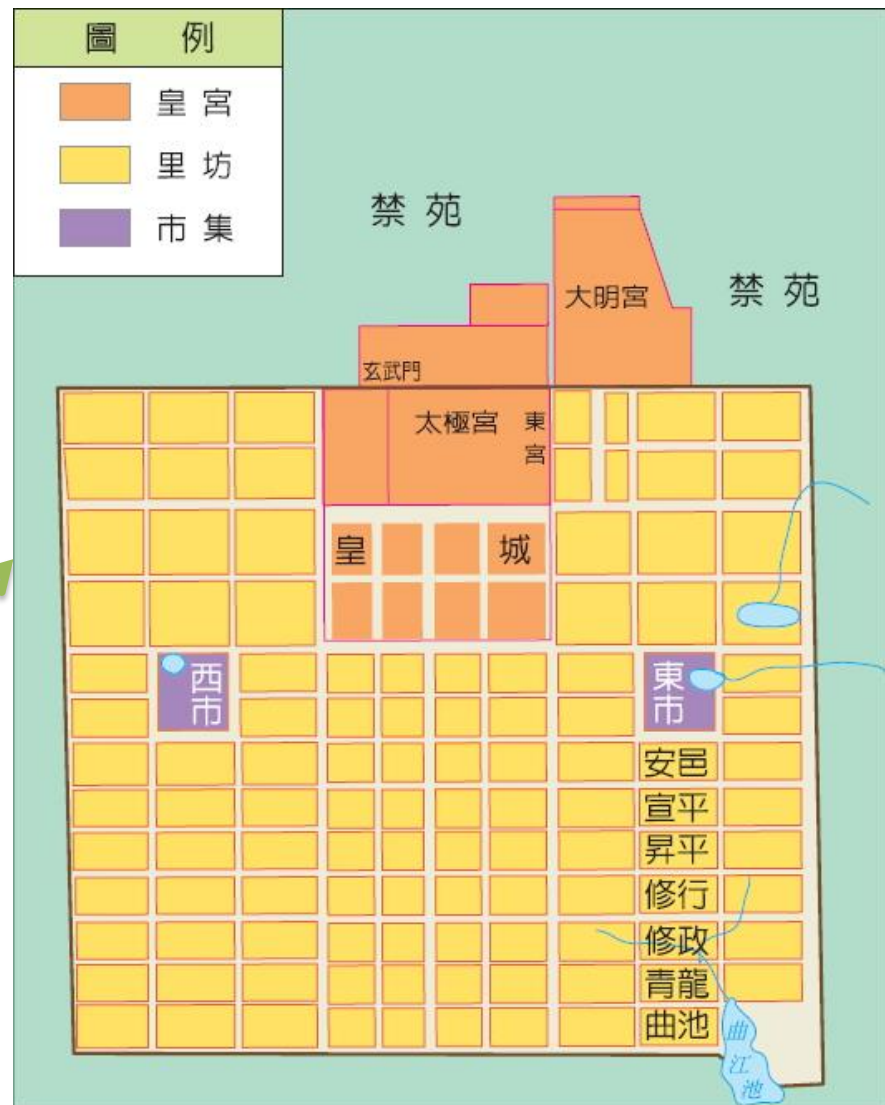 圖 例
皇宮
里坊
市集
禁苑
禁苑
大明宮
玄武門
太極宮
東宮
皇城
西市
東市
安邑
宣平
昇平
修行
修政
青龍
曲池
曲江池